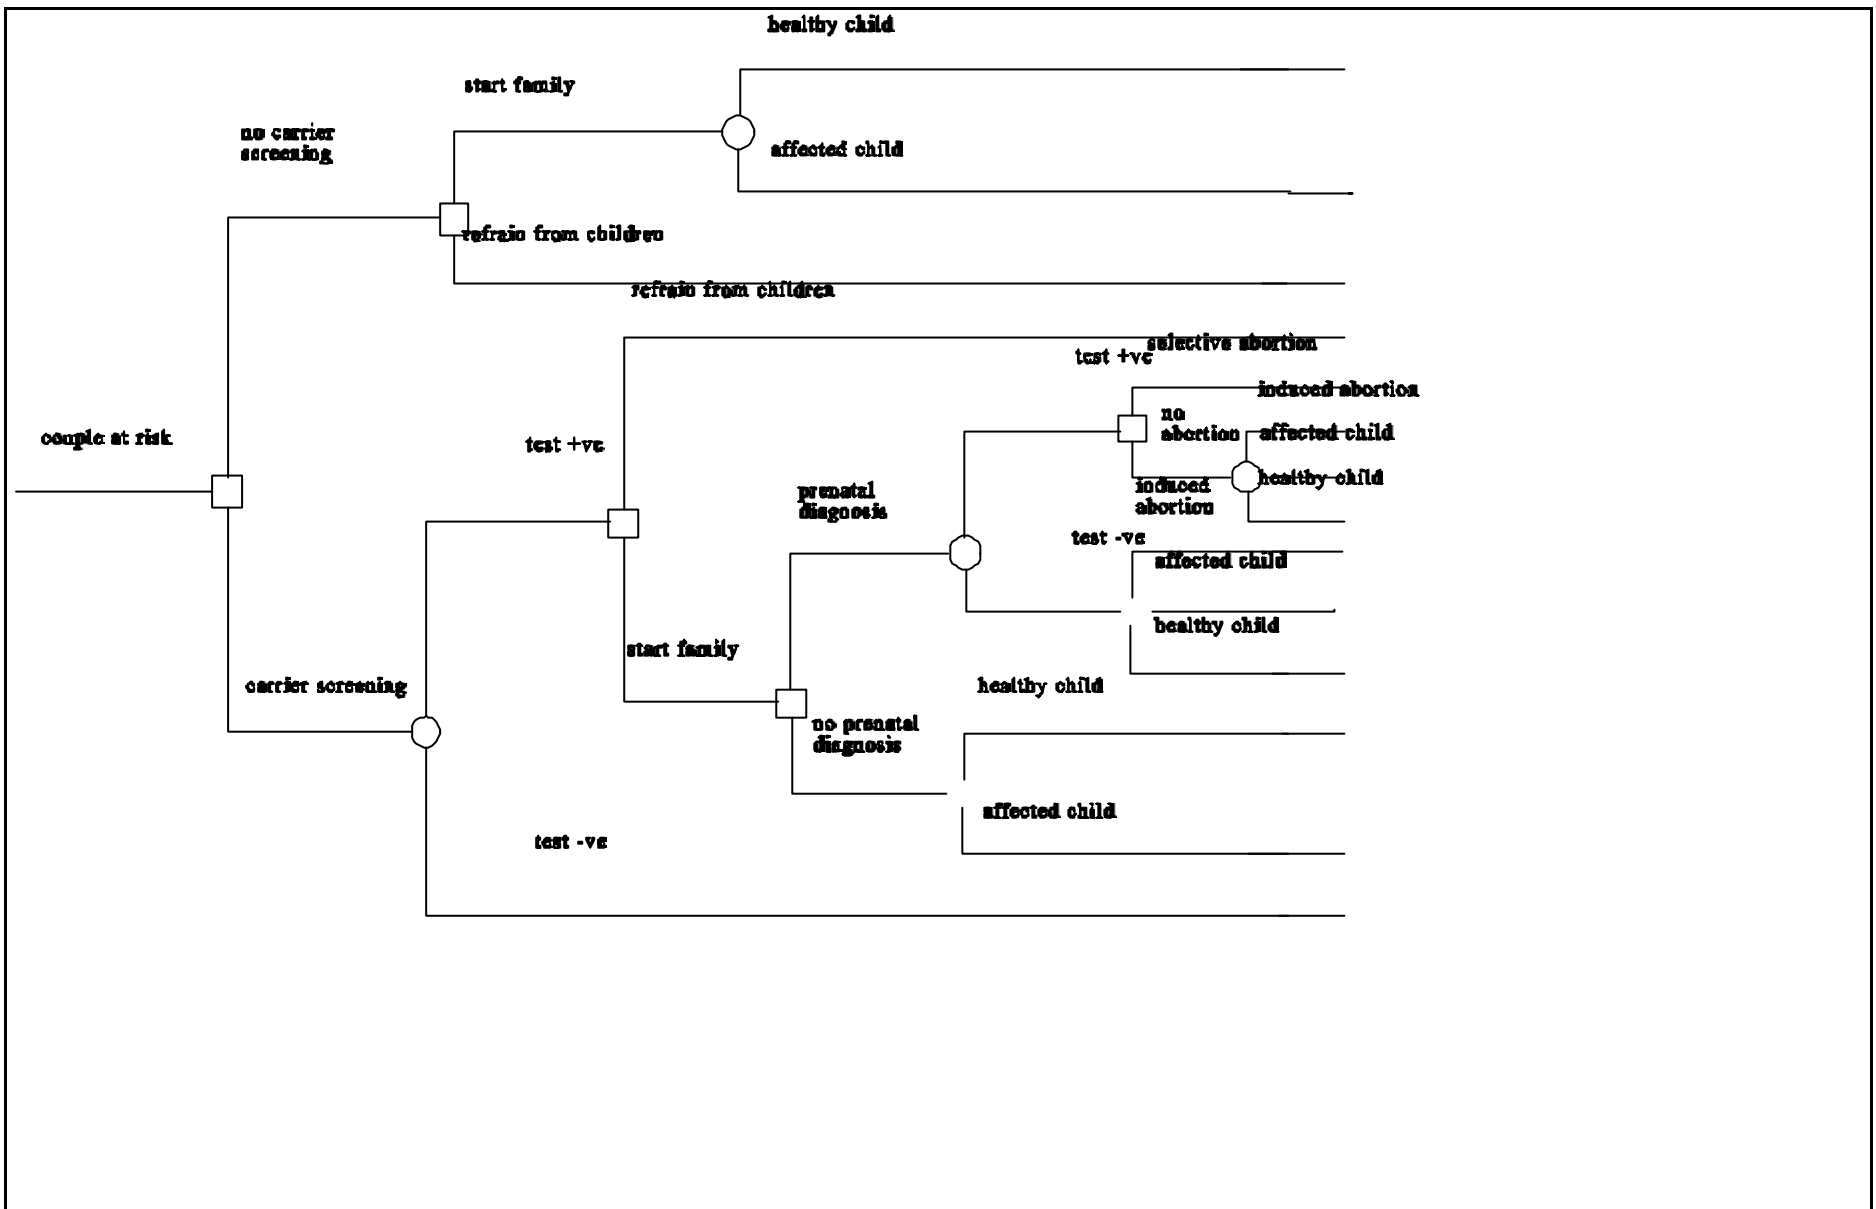 healthy child
start family
no carrier
screening
affected child
refrain from children
refrain from children
selective abortion
test +ve
induced abortion
no
abortion
affected child
couple at risk
test +ve
healthy child
prenatal
diagnosis
induced
abortion
test -ve
affected child
healthy child
start family
carrier screening
healthy child
no prenatal
diagnosis
affected child
test -ve